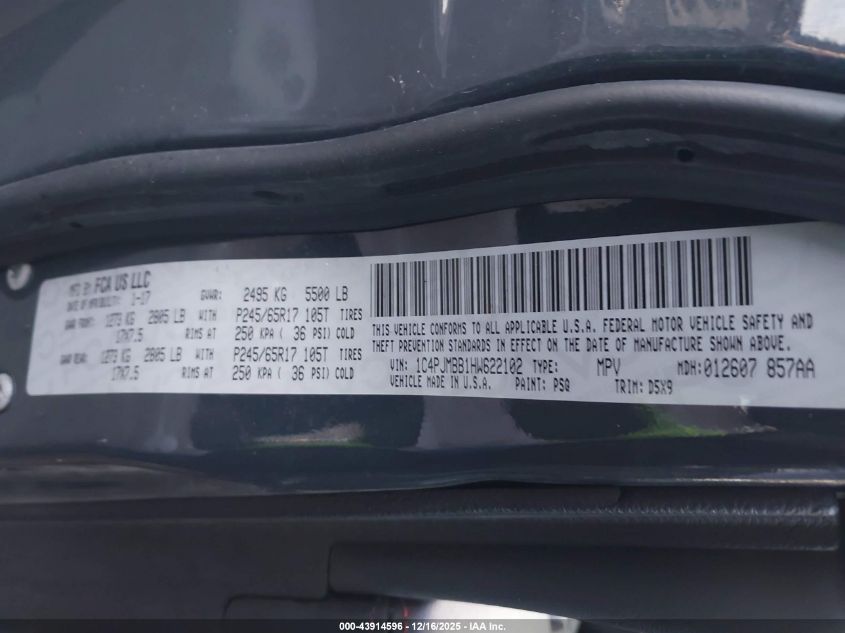 MFD BY: FCA US LLC
DATE OF MFR(BUILT): 1-17 GVWR: 2495 KG 5500 LB
GAWR FRONT: 1273 KG 2805 LB WITH P245/65R17 105T TIRES
17X7.5 RIMS AT 250 KPA ( 36 PSI) COLD
GAWR REAR: 1273 KG 2805 LB WITH P245/65R17 105T TIRES
17X7.5 RIMS AT 250 KPA ( 36 PSI) COLD
THIS VEHICLE CONFORMS TO ALL APPLICABLE U.S.A. FEDERAL MOTOR VEHICLE SAFETY AND
THEFT PREVENTION STANDARDS IN EFFECT ON THE DATE OF MANUFACTURE SHOWN ABOVE.
VIN: 1C4PJMBB1HW622102 TYPE: MPV MDH: 012607 857AA
VEHICLE MADE IN U.S.A. PAINT: PSQ TRIM: D5X9
000-43914596 - 12/16/2025 - IAA Inc.